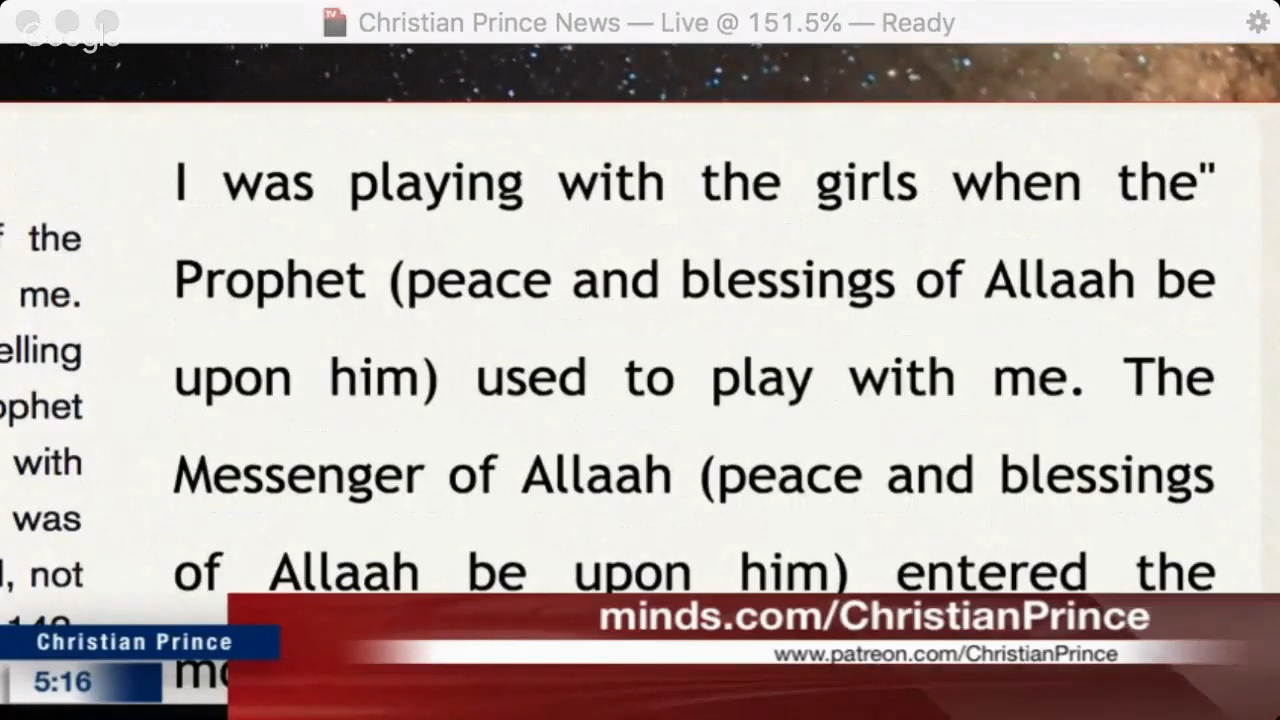 Christian Prince News — Live @ 151.5% — Ready
Google
the
me.
elling
ophet
with
was
, not
I was playing with the girls when the"
Prophet (peace and blessings of Allaah be
upon him) used to play with me. The
Messenger of Allaah (peace and blessings
of Allaah be upon him) entered the
minds.com/ChristianPrince
www.patreon.com/ChristianPrince
Christian Prince
5:16